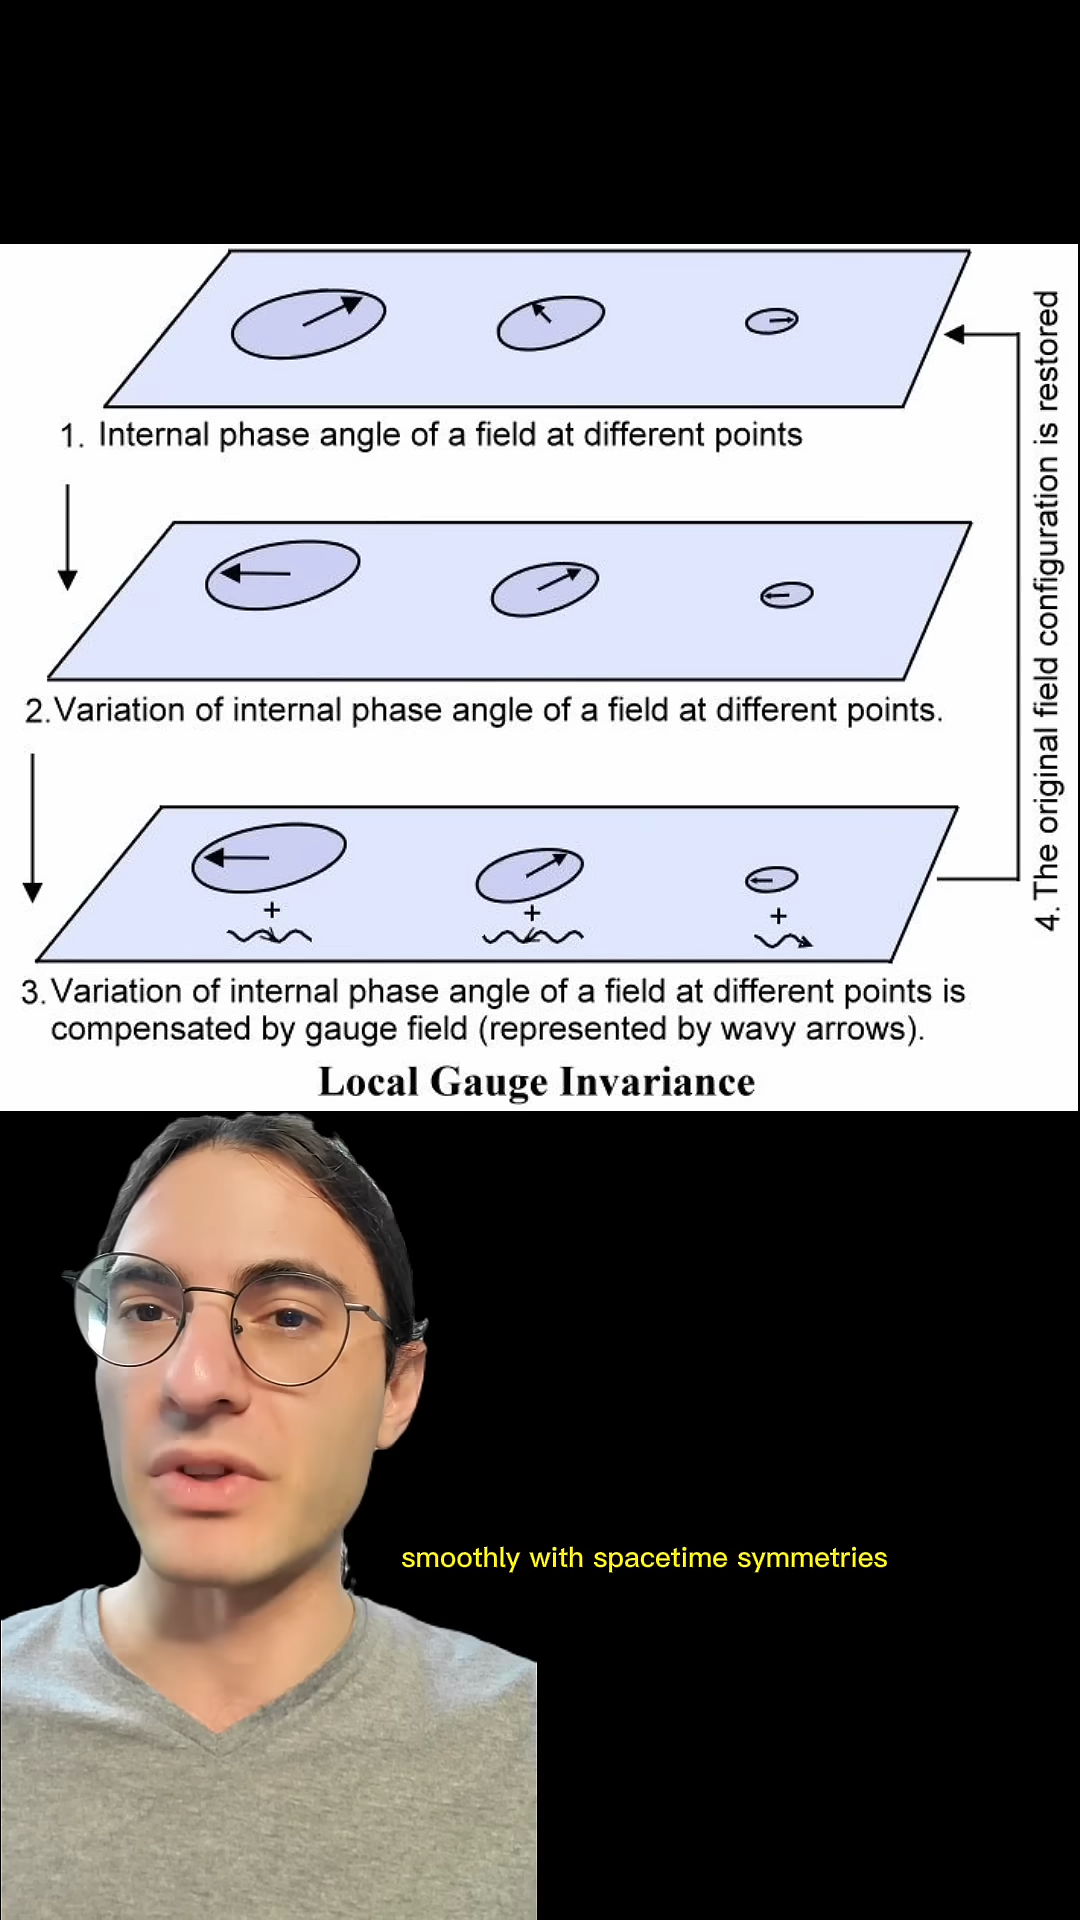 1. Internal phase angle of a field at different points
2. Variation of internal phase angle of a field at different points.
+ + +
3. Variation of internal phase angle of a field at different points is
compensated by gauge field (represented by wavy arrows).
4. The original field configuration is restored
Local Gauge Invariance
smoothly with spacetime symmetries